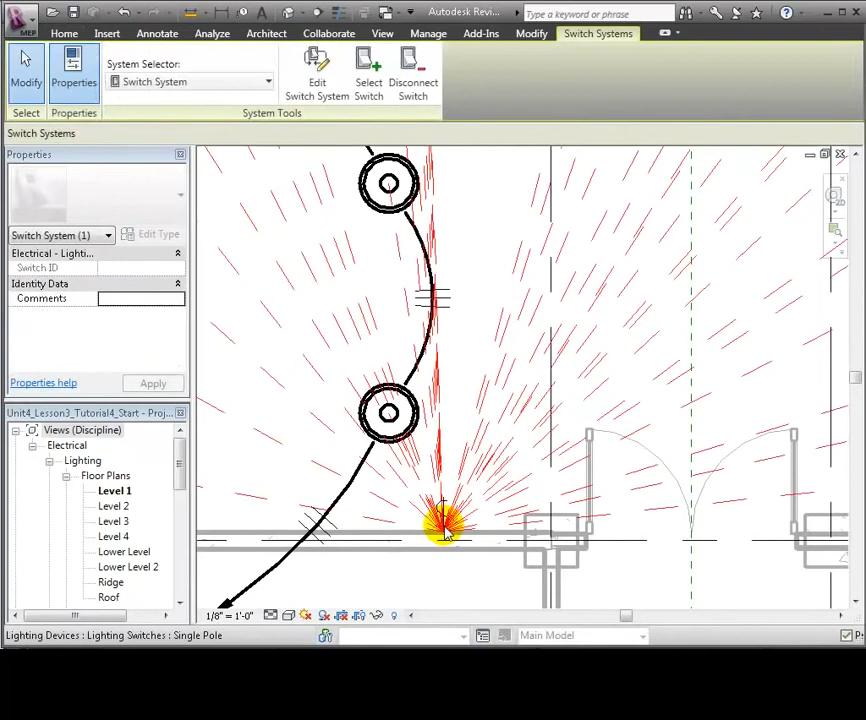 Autodesk Revi...
Type a keyword or phrase
MEP
Home Insert Annotate Analyze Architect Collaborate View Manage Add-Ins Modify Switch Systems
Modify
Properties
System Selector:
Switch System
Edit
Switch System
Select
Switch
Disconnect
Switch
Select Properties System Tools
Switch Systems
Properties
Switch System (1) Edit Type
Electrical - Lighti...
Switch ID
Identity Data
Comments
Properties help Apply
Unit4_Lesson3_Tutorial4_Start - Proj...
Views (Discipline)
Electrical
Lighting
Floor Plans
Level 1
Level 2
Level 3
Level 4
Lower Level
Lower Level 2
Ridge
Roof
1/8" = 1'-0"
Lighting Devices : Lighting Switches : Single Pole Main Model